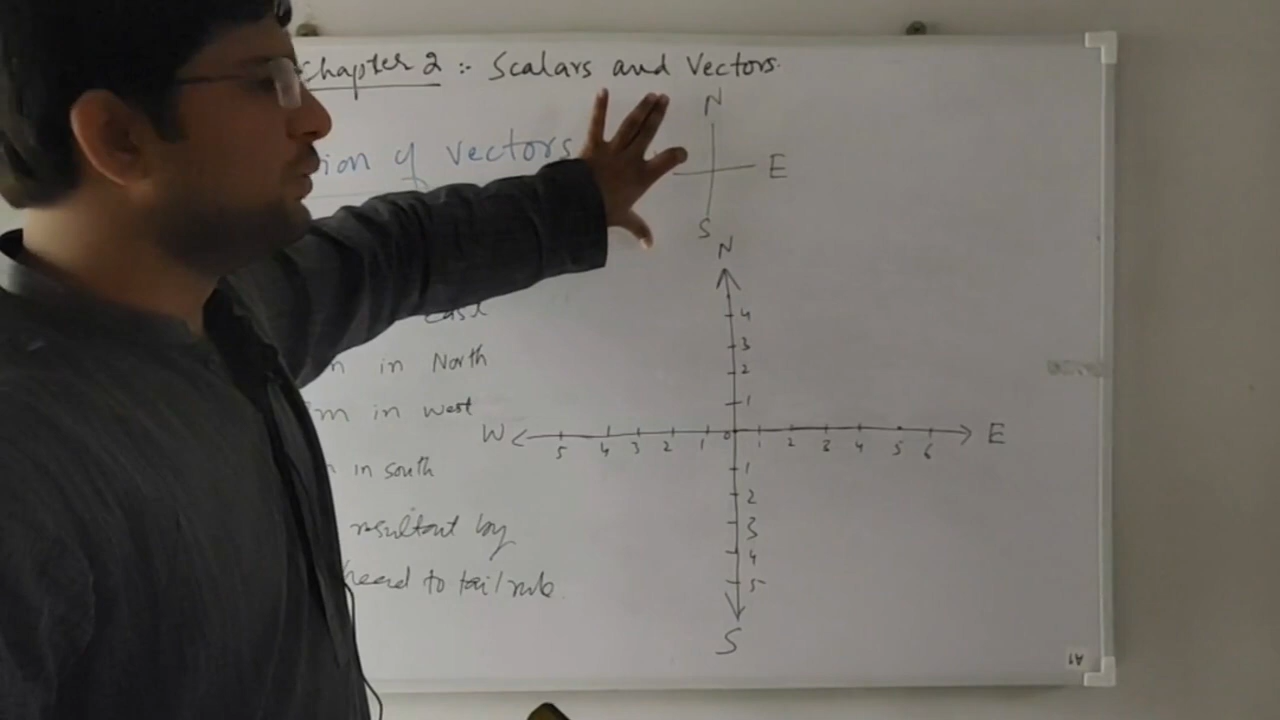 Chapter 2 :- Scalars and Vectors.
of vectors
N
E
S
N
4
3
2
1
W 5 4 3 2 1 0 1 2 3 4 5 6 E
1
2
3
4
5
S
East
in North
in west
in south
resultant by
head to tail rule.
A1